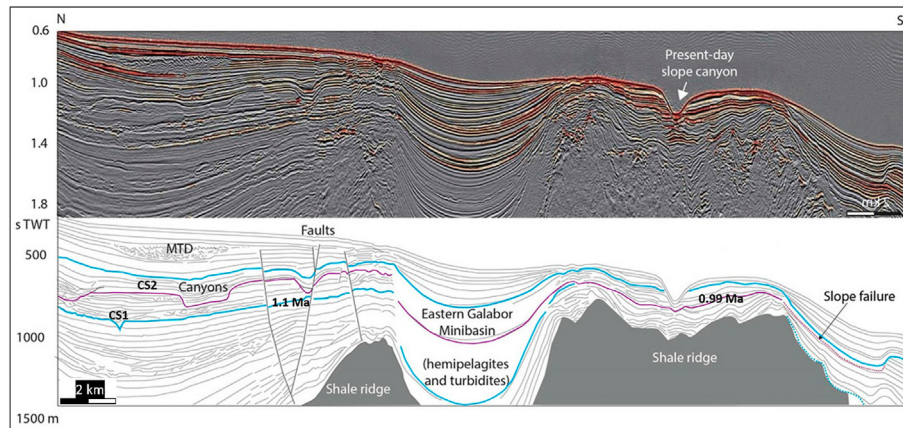 N
S
0.6
Present-day
slope canyon
1.0
1.4
1.8
s TWT
Faults
500
MTD
CS2
Canyons
1.1 Ma
Eastern Galabor
Minibasin
0.99 Ma
Slope failure
CS1
1000
(hemipelagites
and turbidites)
Shale ridge
Shale ridge
2 km
1500 m